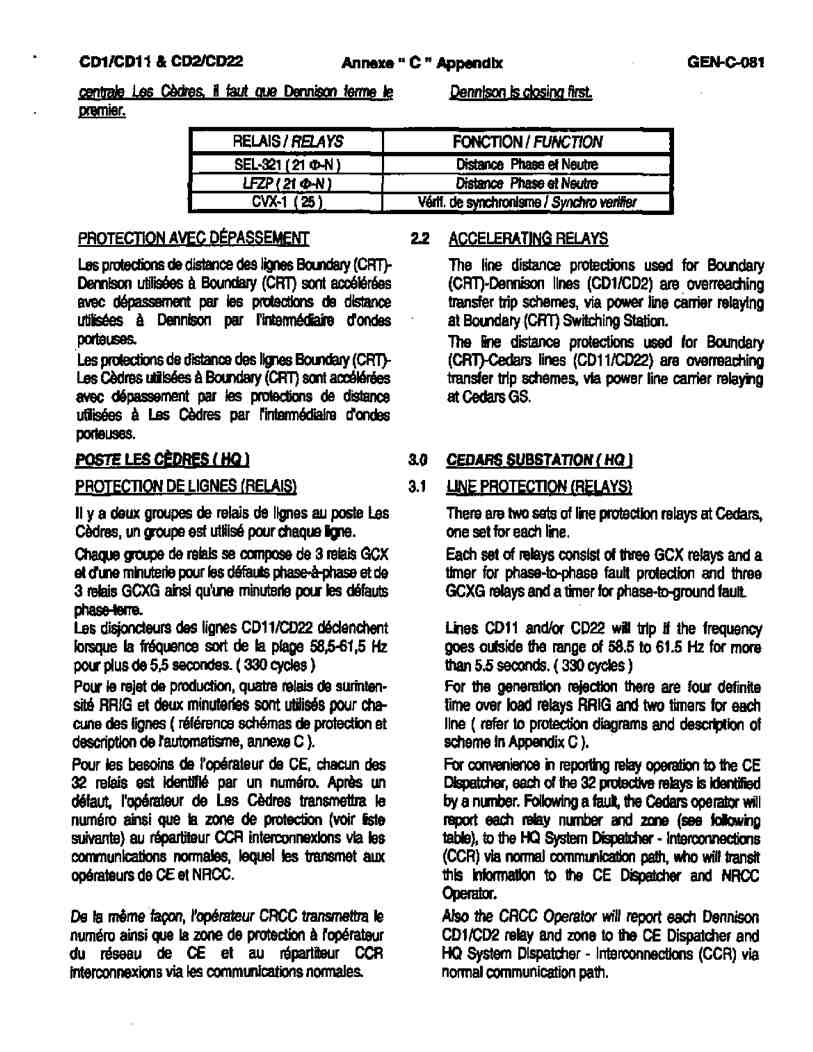 CD1/CD11 & CD2/CD22 Annexe " C " Appendix GEN-C-081
centrale Les Cèdres, il faut que Dennison ferme le
premier.
Dennison is closing first.
RELAIS / RELAYS FONCTION / FUNCTION
SEL-321 ( 21 Φ-N ) Distance Phase et Neutre
LFZP ( 21 Φ-N ) Distance Phase et Neutre
CVX-1 ( 25 ) Vérif. de synchronisme / Synchro verifier
PROTECTION AVEC DÉPASSEMENT
Les protections de distance des lignes Boundary (CRT)-
Dennison utilisées à Boundary (CRT) sont accélérées
avec dépassement par les protections de distance
utilisées à Dennison par l'intermédiaire d'ondes
porteuses.
Les protections de distance des lignes Boundary (CRT)-
Les Cèdres utilisées à Boundary (CRT) sont accélérées
avec dépassement par les protections de distance
utilisées à Les Cèdres par l'intermédiaire d'ondes
porteuses.
2.2 ACCELERATING RELAYS
The line distance protections used for Boundary
(CRT)-Dennison lines (CD1/CD2) are overreaching
transfer trip schemes, via power line carrier relaying
at Boundary (CRT) Switching Station.
The line distance protections used for Boundary
(CRT)-Cedars lines (CD11/CD22) are overreaching
transfer trip schemes, via power line carrier relaying
at Cedars GS.
POSTE LES CÈDRES ( HQ )
PROTECTION DE LIGNES (RELAIS)
Il y a deux groupes de relais de lignes au poste Les
Cèdres, un groupe est utilisé pour chaque ligne.
Chaque groupe de relais se compose de 3 relais GCX
et d'une minuterie pour les défauts phase-à-phase et de
3 relais GCXG ainsi qu'une minuterie pour les défauts
phase-terre.
Les disjoncteurs des lignes CD11/CD22 déclenchent
lorsque la fréquence sort de la plage 58,5-61,5 Hz
pour plus de 5,5 secondes. ( 330 cycles )
Pour le rejet de production, quatre relais de surinten-
sité RRIG et deux minuteries sont utilisés pour cha-
cune des lignes ( référence schémas de protection et
description de l'automatisme, annexe C ).
Pour les besoins de l'opérateur de CE, chacun des
32 relais est identifié par un numéro. Après un
défaut, l'opérateur de Les Cèdres transmettra le
numéro ainsi que la zone de protection (voir liste
suivante) au répartiteur CCR interconnexions via les
communications normales, lequel les transmet aux
opérateurs de CE et NRCC.
De la même façon, l'opérateur CRCC transmettra le
numéro ainsi que la zone de protection à l'opérateur
du réseau de CE et au répartiteur CCR
interconnexions via les communications normales.
3.0 CEDARS SUBSTATION ( HQ )
3.1 LINE PROTECTION (RELAYS)
There are two sets of line protection relays at Cedars,
one set for each line.
Each set of relays consist of three GCX relays and a
timer for phase-to-phase fault protection and three
GCXG relays and a timer for phase-to-ground fault.
Lines CD11 and/or CD22 will trip if the frequency
goes outside the range of 58.5 to 61.5 Hz for more
than 5.5 seconds. ( 330 cycles )
For the generation rejection there are four definite
time over load relays RRIG and two timers for each
line ( refer to protection diagrams and description of
scheme in Appendix C ).
For convenience in reporting relay operation to the CE
Dispatcher, each of the 32 protective relays is identified
by a number. Following a fault, the Cedars operator will
report each relay number and zone (see following
table), to the HQ System Dispatcher - Interconnections
(CCR) via normal communication path, who will transit
this information to the CE Dispatcher and NRCC
Operator.
Also the CRCC Operator will report each Dennison
CD1/CD2 relay and zone to the CE Dispatcher and
HQ System Dispatcher - Interconnections (CCR) via
normal communication path.